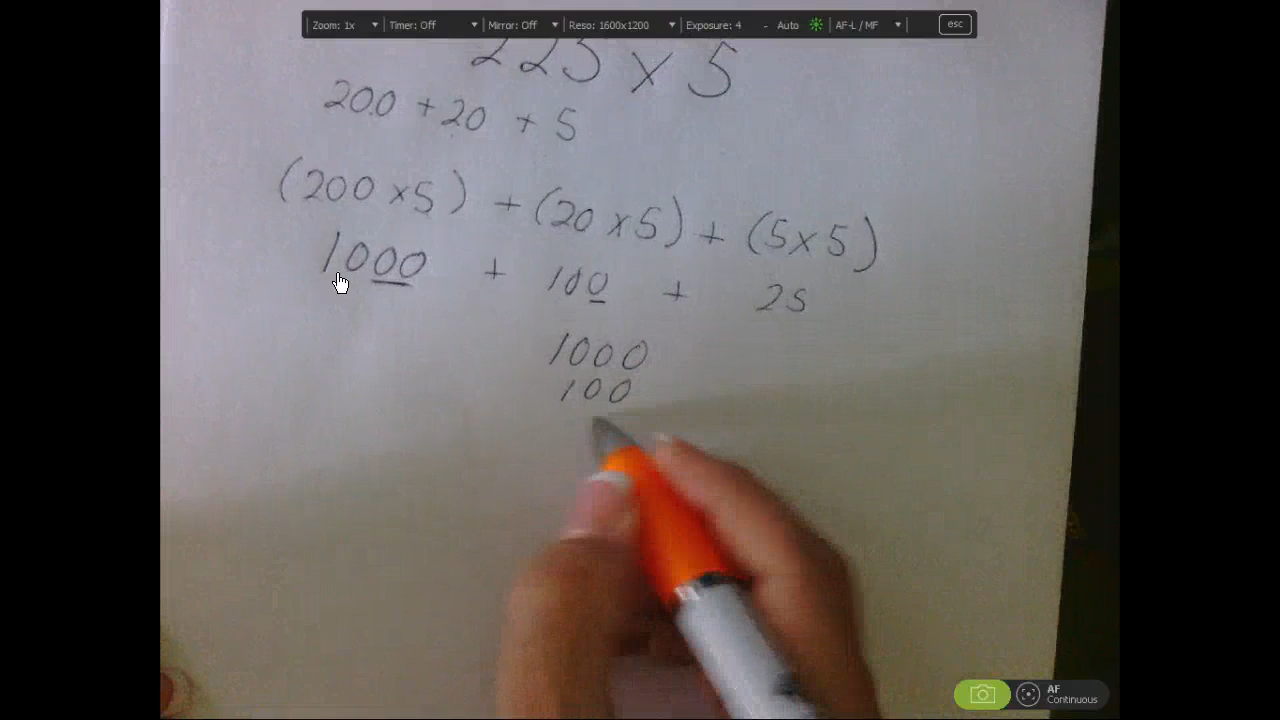 Zoom: 1x Timer: Off Mirror: Off Reso: 1600x1200 Exposure: 4 - Auto AF-L / MF esc
225 x 5
200 + 20 + 5
(200 x 5) + (20 x 5) + (5 x 5)
1000 + 100 + 25
1000
100
AF
Continuous